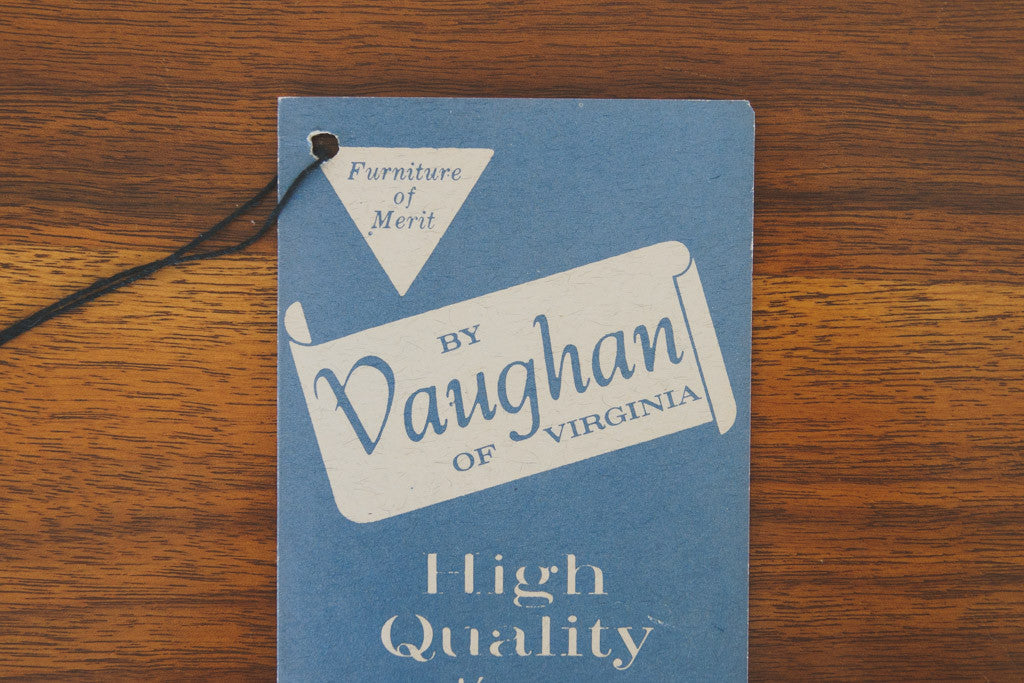 Furniture
of
Merit
BY
Vaughan
OF VIRGINIA
High
Quality